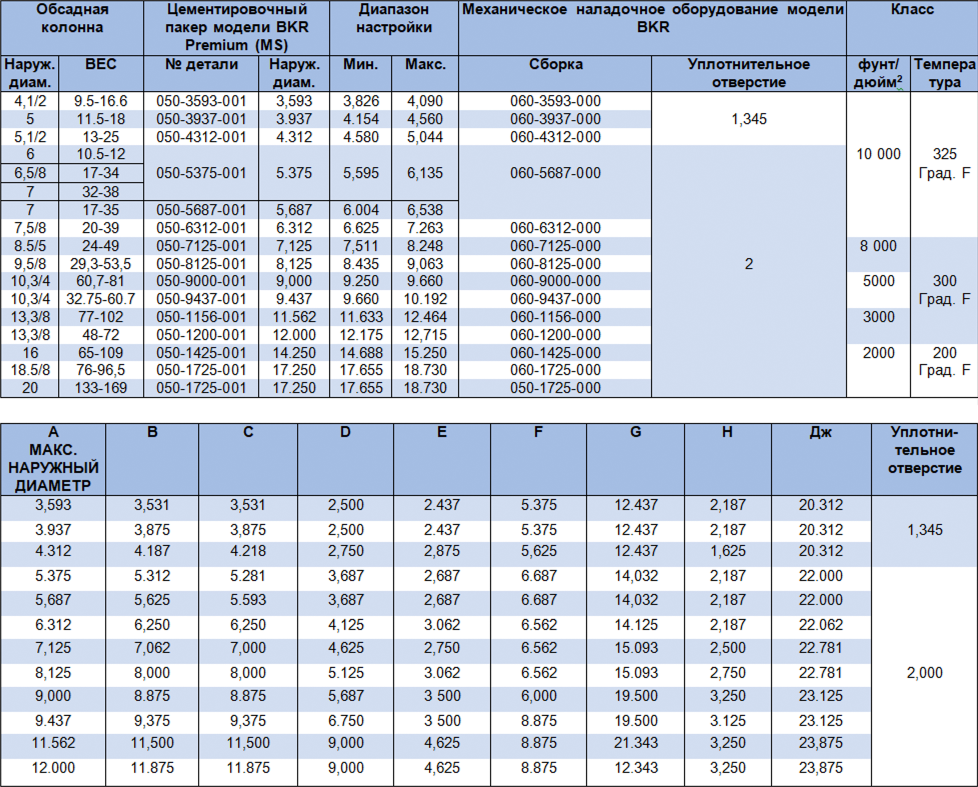 Обсадная колонна | Цементировочный пакер модели BKR Premium (MS) | Диапазон настройки | Механическое наладочное оборудование модели BKR | Класс
Наруж. диам. | ВЕС | № детали | Наруж. диам. | Мин. | Макс. | Сборка | Уплотнительное отверстие | фунт/дюйм² | Температура
4,1/2 | 9.5-16.6 | 050-3593-001 | 3,593 | 3,826 | 4,090 | 060-3593-000
5 | 11.5-18 | 050-3937-001 | 3.937 | 4.154 | 4,560 | 060-3937-000 | 1,345
5,1/2 | 13-25 | 050-4312-001 | 4.312 | 4.580 | 5,044 | 060-4312-000
6 | 10.5-12 | 10 000 | 325 Град. F
6,5/8 | 17-34 | 050-5375-001 | 5.375 | 5,595 | 6,135 | 060-5687-000
7 | 32-38
7 | 17-35 | 050-5687-001 | 5,687 | 6.004 | 6,538
7,5/8 | 20-39 | 050-6312-001 | 6.312 | 6.625 | 7.263 | 060-6312-000
8.5/5 | 24-49 | 050-7125-001 | 7,125 | 7,511 | 8.248 | 060-7125-000 | 8 000
9,5/8 | 29,3-53,5 | 050-8125-001 | 8,125 | 8.435 | 9,063 | 060-8125-000 | 2
10,3/4 | 60,7-81 | 050-9000-001 | 9,000 | 9.250 | 9.660 | 060-9000-000 | 5000 | 300 Град. F
10,3/4 | 32.75-60.7 | 050-9437-001 | 9.437 | 9.660 | 10.192 | 060-9437-000
13,3/8 | 77-102 | 050-1156-001 | 11.562 | 11.633 | 12.464 | 060-1156-000 | 3000
13,3/8 | 48-72 | 050-1200-001 | 12.000 | 12.175 | 12,715 | 060-1200-000
16 | 65-109 | 050-1425-001 | 14.250 | 14.688 | 15.250 | 060-1425-000 | 2000 | 200 Град. F
18.5/8 | 76-96,5 | 050-1725-001 | 17.250 | 17.655 | 18.730 | 060-1725-000
20 | 133-169 | 050-1725-001 | 17.250 | 17.655 | 18.730 | 050-1725-000
A МАКС. НАРУЖНЫЙ ДИАМЕТР | B | C | D | E | F | G | H | Дж | Уплотни-тельное отверстие
3,593 | 3,531 | 3,531 | 2,500 | 2.437 | 5.375 | 12.437 | 2,187 | 20.312
3.937 | 3,875 | 3,875 | 2,500 | 2.437 | 5.375 | 12.437 | 2,187 | 20.312 | 1,345
4.312 | 4.187 | 4.218 | 2,750 | 2,875 | 5,625 | 12.437 | 1,625 | 20.312
5.375 | 5.312 | 5.281 | 3,687 | 2,687 | 6.687 | 14,032 | 2,187 | 22.000
5,687 | 5,625 | 5.593 | 3,687 | 2,687 | 6.687 | 14,032 | 2,187 | 22.000
6.312 | 6,250 | 6,250 | 4,125 | 3.062 | 6.562 | 14.125 | 2,187 | 22.062
7,125 | 7,062 | 7,000 | 4,625 | 2,750 | 6.562 | 15.093 | 2,500 | 22.781
8,125 | 8,000 | 8,000 | 5.125 | 3.062 | 6.562 | 15.093 | 2,750 | 22.781 | 2,000
9,000 | 8.875 | 8.875 | 5,687 | 3 500 | 6,000 | 19.500 | 3,250 | 23.125
9.437 | 9,375 | 9,375 | 6.750 | 3 500 | 8.875 | 19.500 | 3.125 | 23.125
11.562 | 11,500 | 11,500 | 9,000 | 4,625 | 8.875 | 21.343 | 3,250 | 23,875
12.000 | 11.875 | 11.875 | 9,000 | 4,625 | 8.875 | 12.343 | 3,250 | 23,875